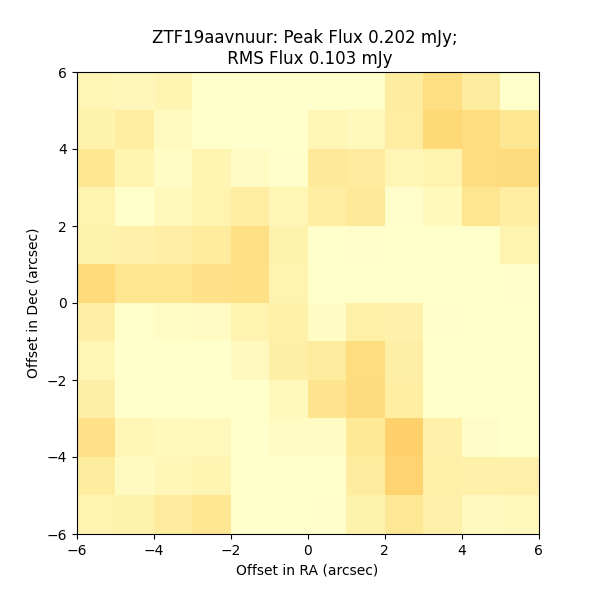 ZTF19aavnuur: Peak Flux 0.202 mJy;
RMS Flux 0.103 mJy
6
4
2
0
−2
−4
−6
Offset in Dec (arcsec)
−6 −4 −2 0 2 4 6
Offset in RA (arcsec)